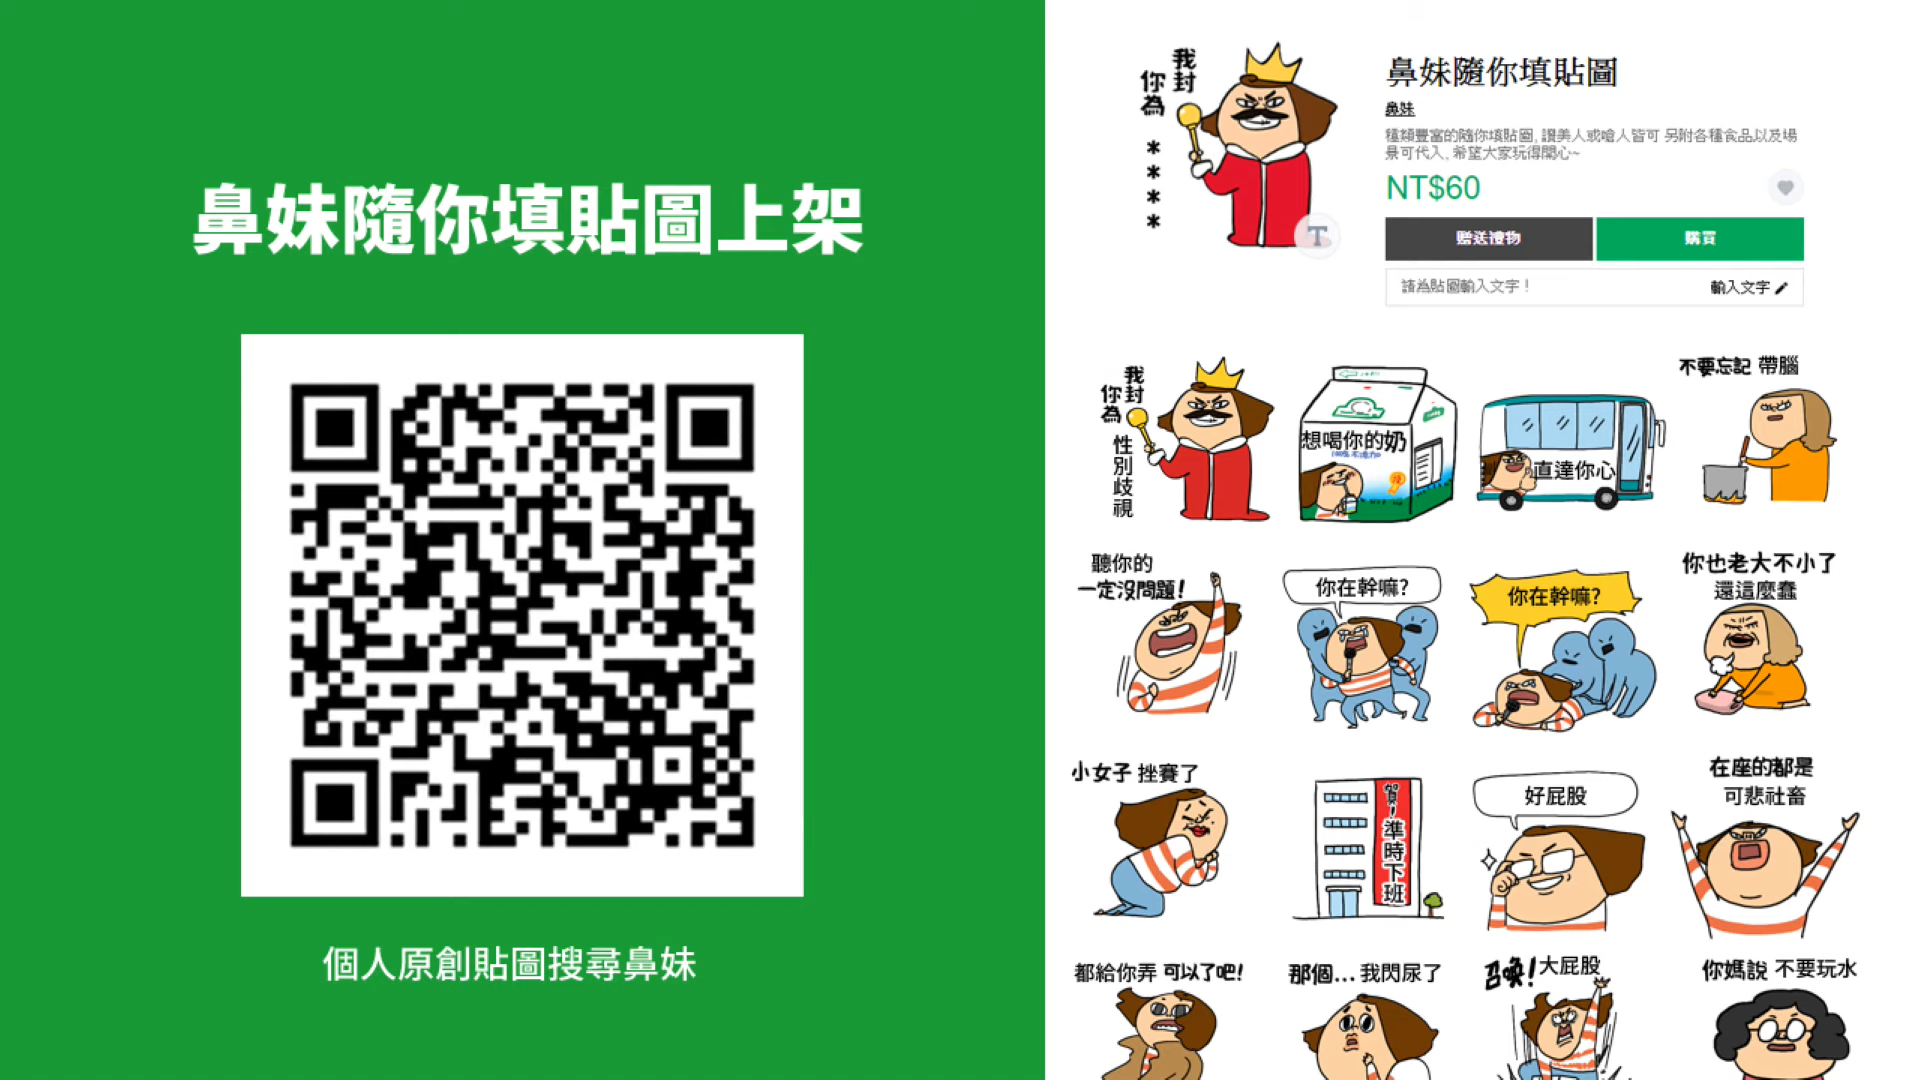 鼻妹隨你填貼圖上架
個人原創貼圖搜尋鼻妹
我封
你為
****
T
鼻妹隨你填貼圖
鼻妹
種類豐富的隨你填貼圖, 讚美人或嗆人皆可 另附各種食品以及場
景可代入, 希望大家玩得開心~
NT$60
贈送禮物
購買
請為貼圖輸入文字！
輸入文字
我封
你為
性別歧視
想喝你的奶
直達你心
不要忘記 帶腦
聽你的
一定沒問題!
你在幹嘛?
你在幹嘛?
你也老大不小了
還這麼蠢
小女子 挫賽了
賀!準時下班
好屁股
在座的都是
可悲社畜
都給你弄 可以了吧!
那個... 我閃尿了
召喚! 大屁股
你媽說 不要玩水